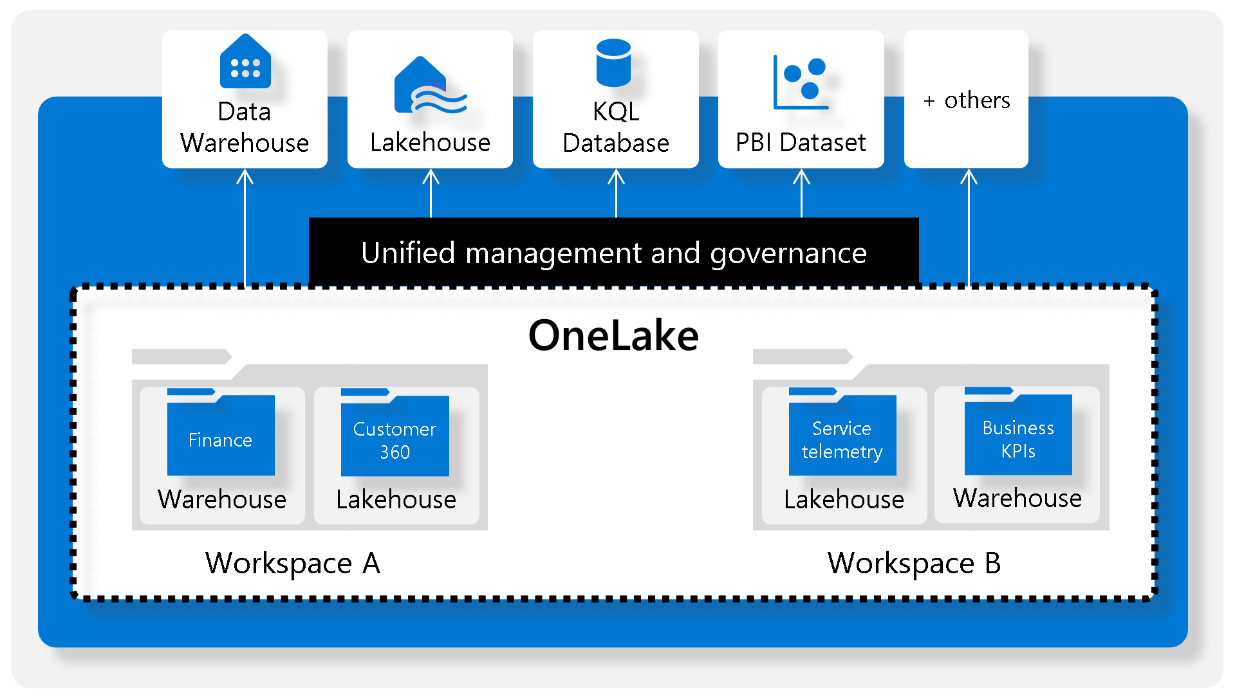 Data
Warehouse
Lakehouse
KQL
Database
PBI Dataset
+ others
Unified management and governance
OneLake
Finance
Warehouse
Customer
360
Lakehouse
Workspace A
Service
telemetry
Lakehouse
Business
KPIs
Warehouse
Workspace B